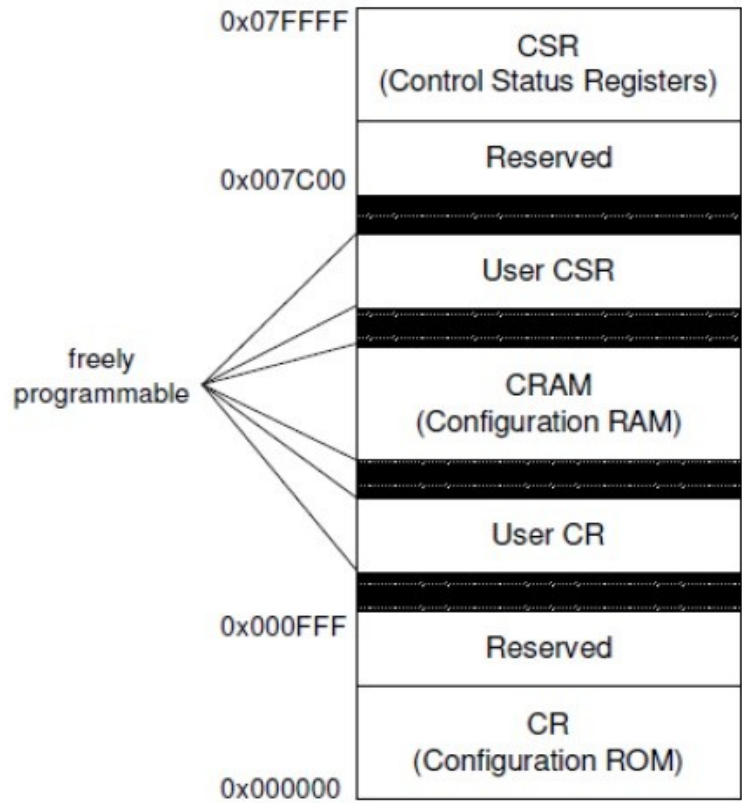 0x07FFFF
CSR
(Control Status Registers)
Reserved
0x007C00
User CSR
freely
programmable
CRAM
(Configuration RAM)
User CR
0x000FFF
Reserved
CR
(Configuration ROM)
0x000000